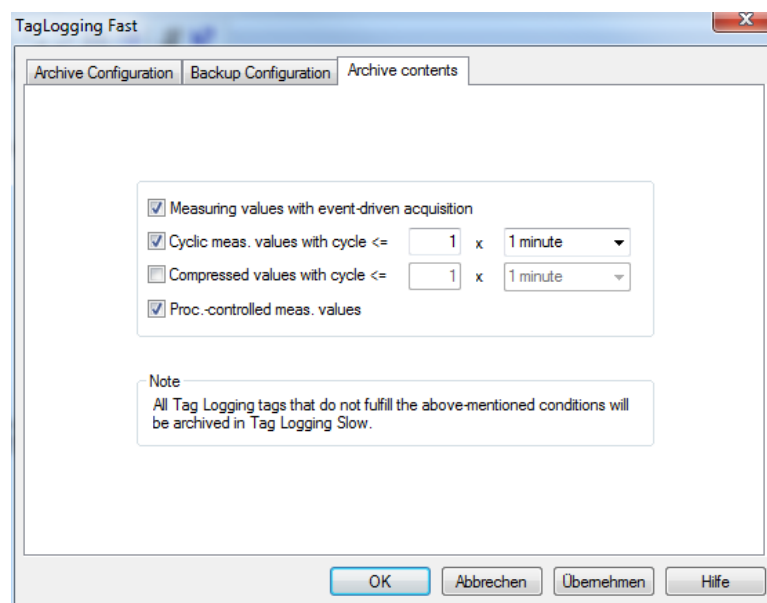 TagLogging Fast
Archive Configuration
Backup Configuration
Archive contents
Measuring values with event-driven acquisition
Cyclic meas. values with cycle <= 1 x 1 minute
Compressed values with cycle <= 1 x 1 minute
Proc.-controlled meas. values
Note
All Tag Logging tags that do not fulfill the above-mentioned conditions will
be archived in Tag Logging Slow.
OK
Abbrechen
Übernehmen
Hilfe